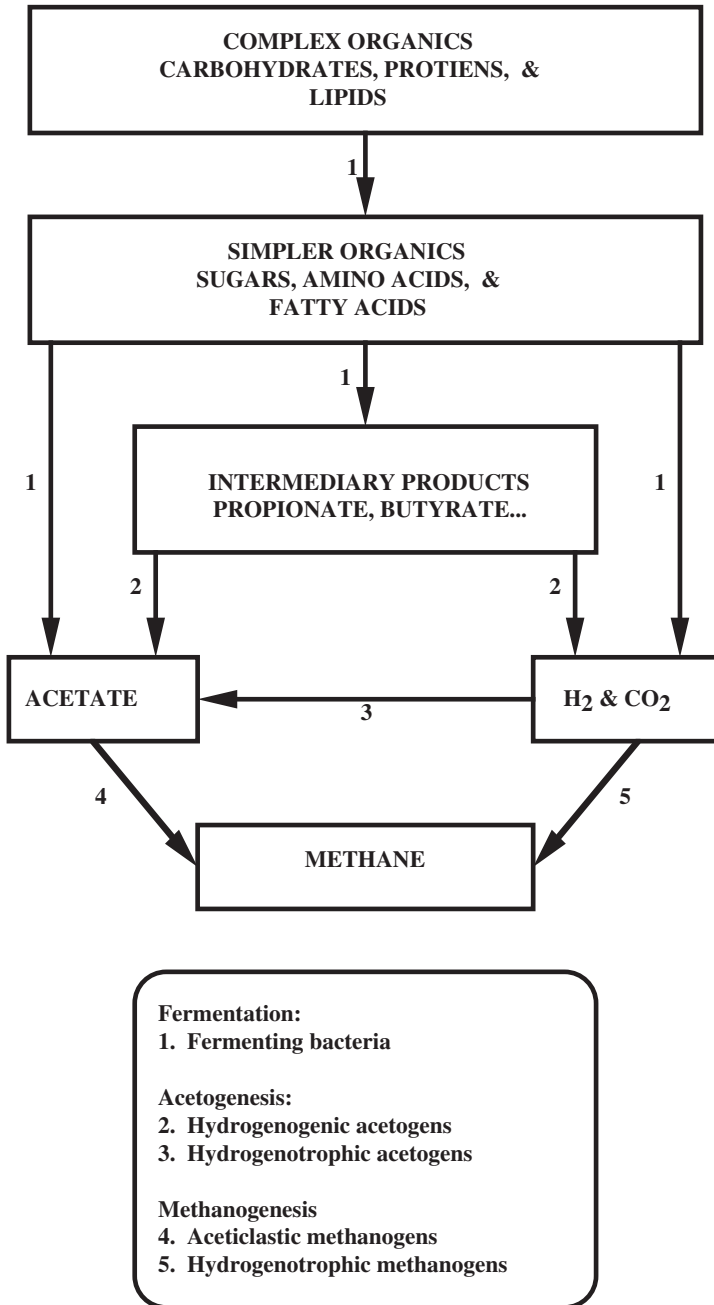 COMPLEX ORGANICS
CARBOHYDRATES, PROTIENS, &
LIPIDS
1
SIMPLER ORGANICS
SUGARS, AMINO ACIDS, &
FATTY ACIDS
1
1
1
INTERMEDIARY PRODUCTS
PROPIONATE, BUTYRATE...
2
2
ACETATE
H2 & CO2
3
4
5
METHANE
Fermentation:
1. Fermenting bacteria
Acetogenesis:
2. Hydrogenogenic acetogens
3. Hydrogenotrophic acetogens
Methanogenesis
4. Aceticlastic methanogens
5. Hydrogenotrophic methanogens